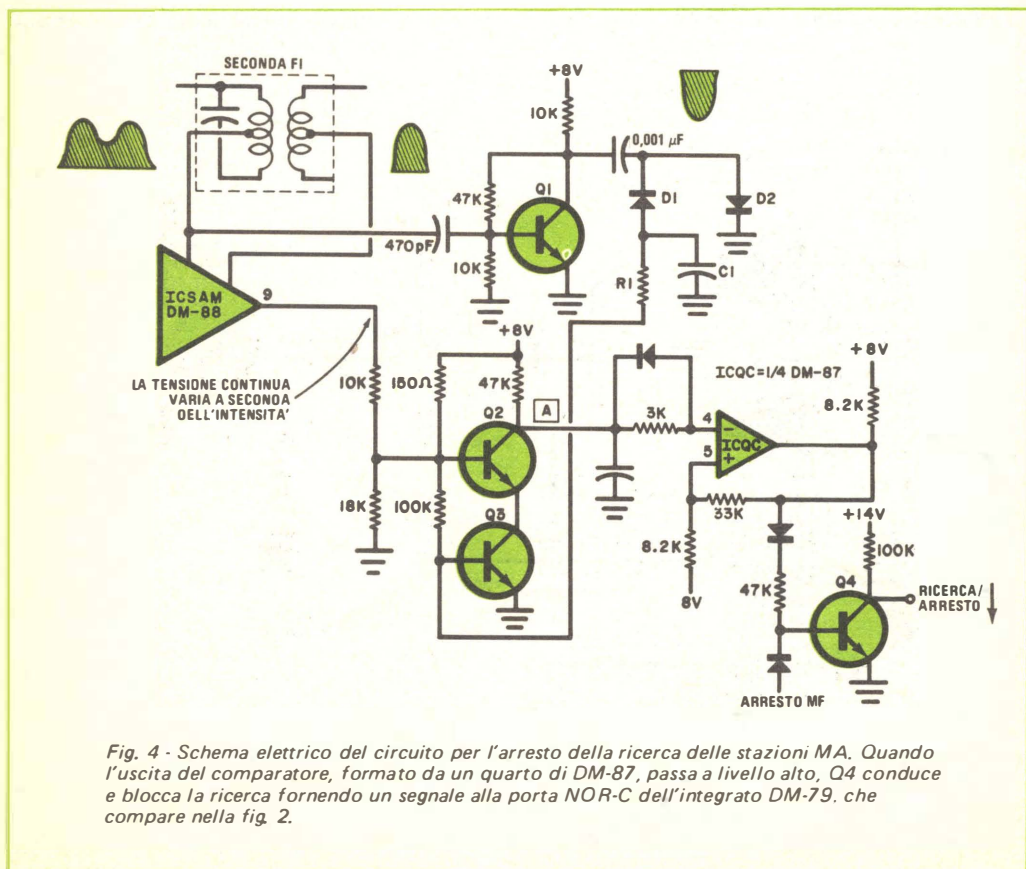 SECONDA FI
+8V
10K
0,001 µF
47K
Q1
D1
D2
470pF
10K
R1
C1
ICSAM
DM-88
9
+8V
LA TENSIONE CONTINUA
VARIA A SECONDA
DELL'INTENSITA'
10K
150Ω
47K
A
ICQC=1/4 DM-87
+8V
8.2K
Q2
3K
4
-
ICQC
5
+
18K
100K
Q3
33K
+14V
8.2K
100K
47K
Q4
RICERCA/
ARRESTO
8V
ARRESTO MF
Fig. 4 - Schema elettrico del circuito per l'arresto della ricerca delle stazioni MA. Quando
l'uscita del comparatore, formato da un quarto di DM-87, passa a livello alto, Q4 conduce
e blocca la ricerca fornendo un segnale alla porta NOR-C dell'integrato DM-79. che
compare nella fig. 2.